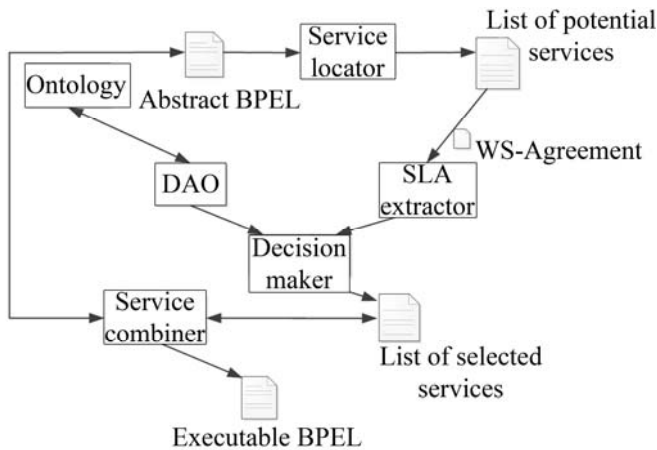 Ontology
Abstract BPEL
Service
locator
List of potential
services
WS-Agreement
DAO
SLA
extractor
Decision
maker
Service
combiner
List of selected
services
Executable BPEL